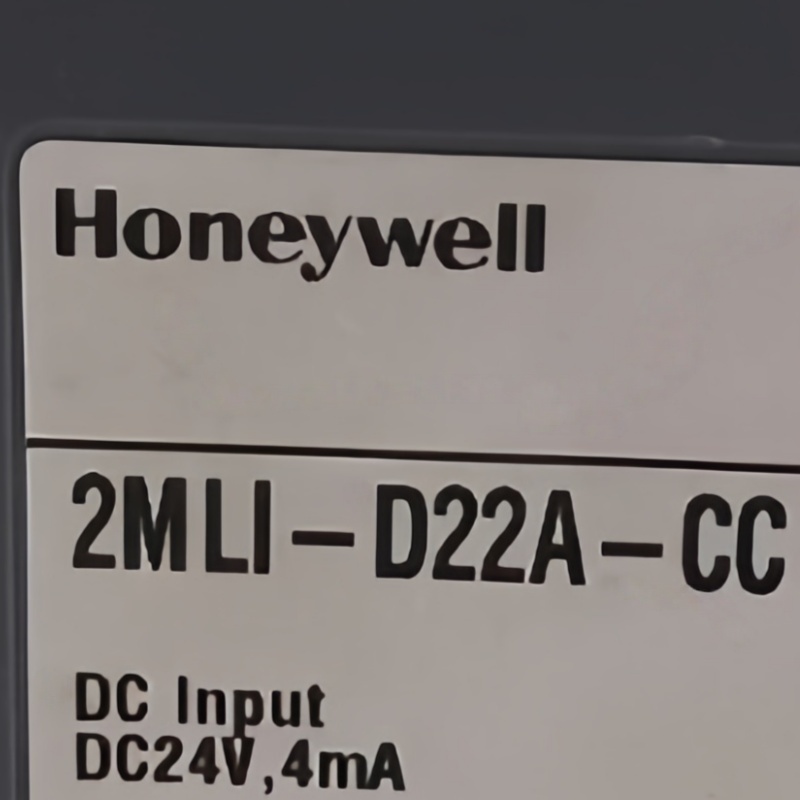 Honeywell
2MLI-D22A-CC
DC Input
DC24V,4mA